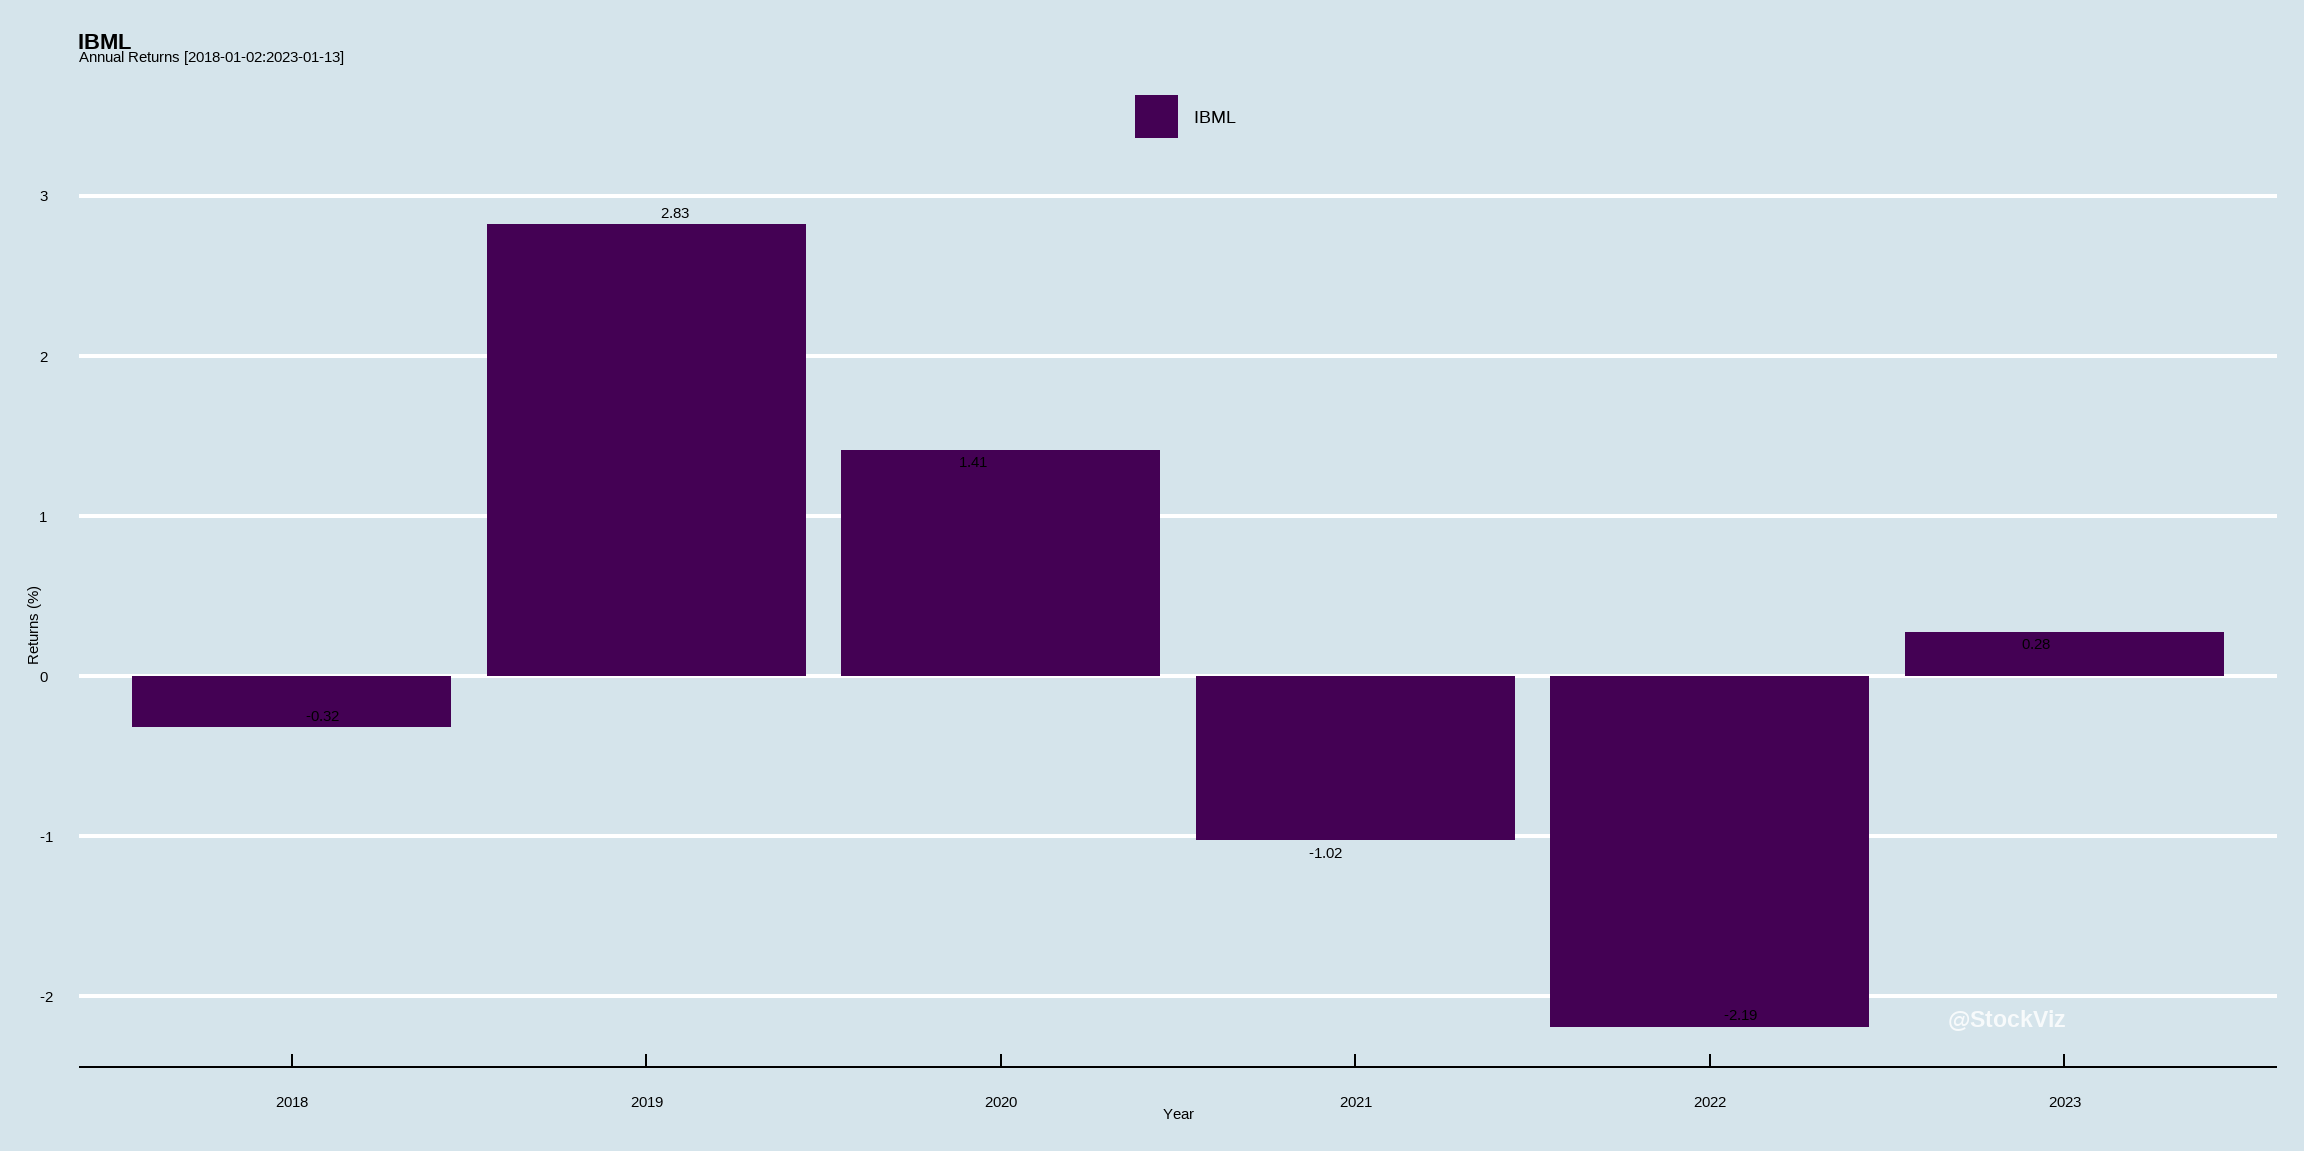 IBML
Annual Returns [2018-01-02:2023-01-13]
IBML
3
2.83
2
1.41
1
Returns (%)
0.28
0
-0.32
-1
-1.02
-2
-2.19
@StockViz
2018 2019 2020 2021 2022 2023
Year